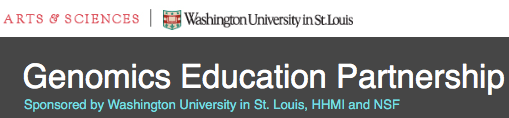 ARTS & SCIENCES Washington University in St. Louis
Genomics Education Partnership
Sponsored by Washington University in St. Louis, HHMI and NSF